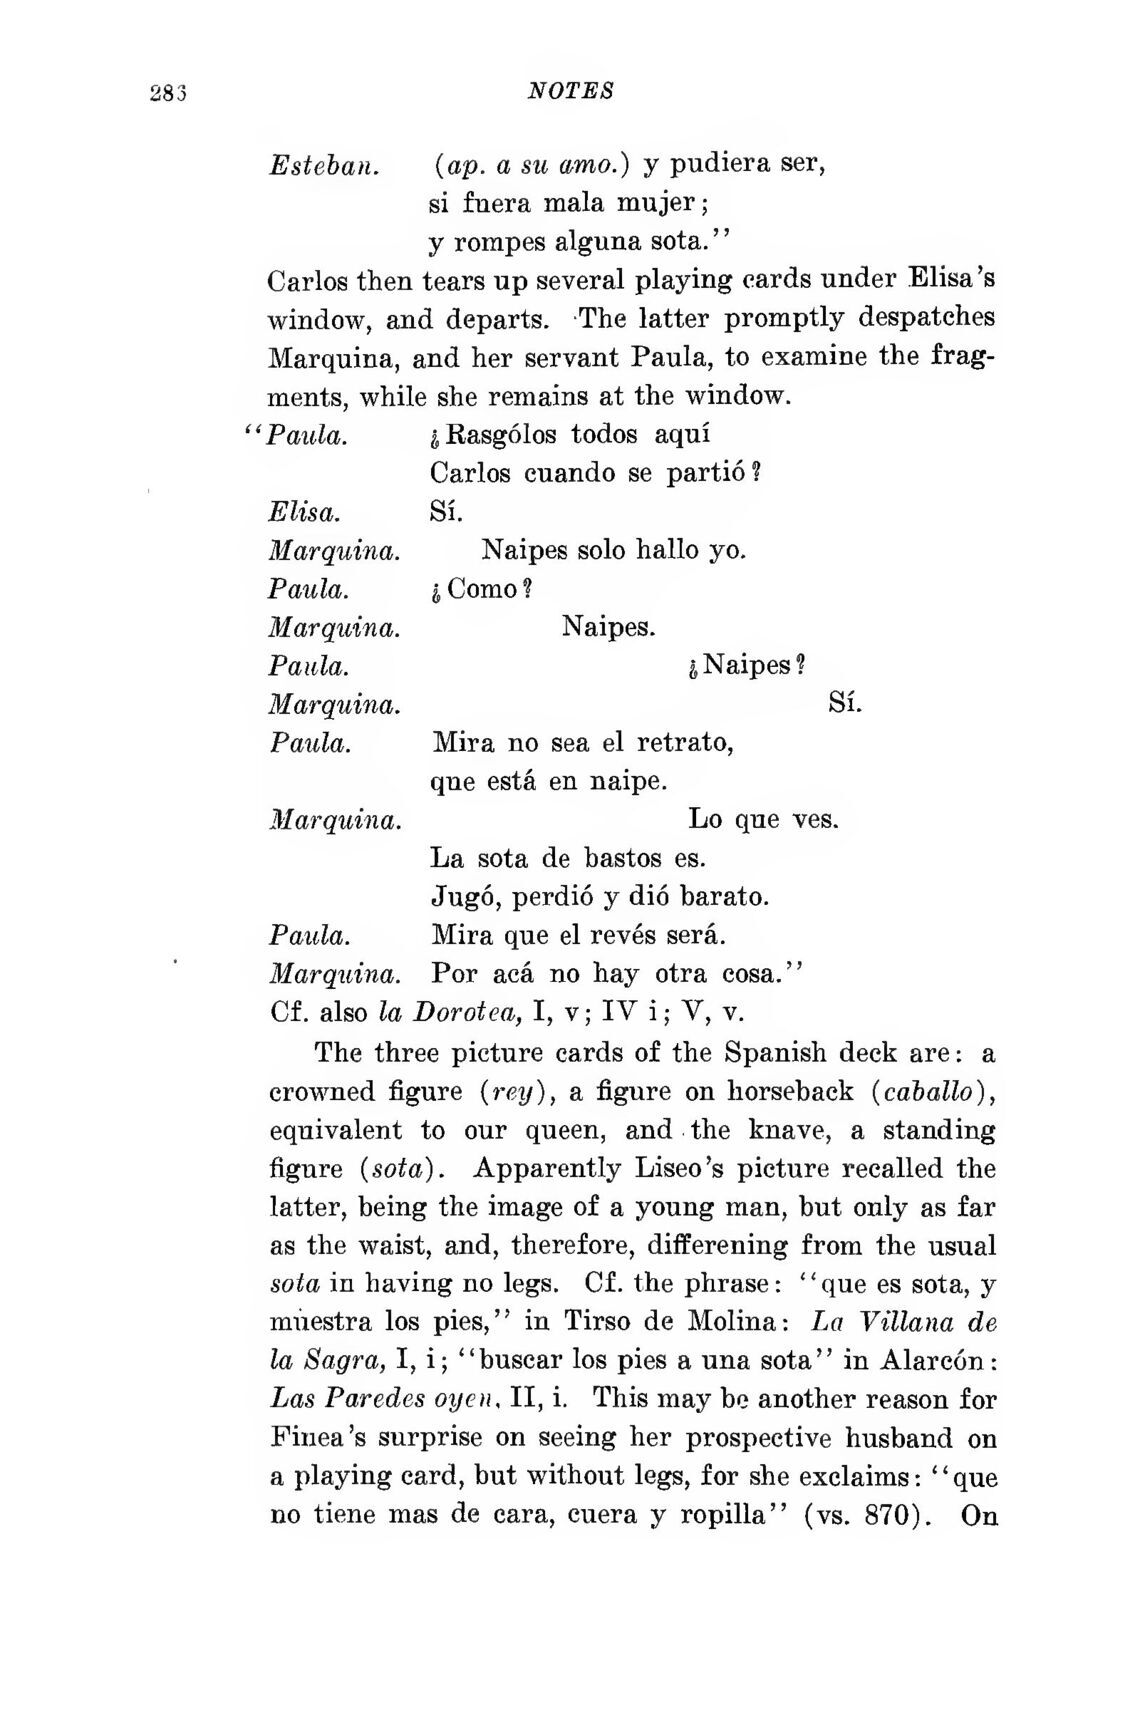 283 NOTES
Esteban. (ap. a su amo.) y pudiera ser,
si fuera mala mujer;
y rompes alguna sota.''
Carlos then tears up several playing cards under Elisa's
window, and departs. The latter promptly despatches
Marquina, and her servant Paula, to examine the frag-
ments, while she remains at the window.
''Paula. ¿Rasgólos todos aquí
Carlos cuando se partió?
Elisa. Sí.
Marquina. Naipes solo hallo yo.
Paula. ¿Como?
Marquina. Naipes.
Paula. ¿Naipes?
Marquina. Sí.
Paula. Mira no sea el retrato,
que está en naipe.
Marquina. Lo que ves.
La sota de bastos es.
Jugó, perdió y dió barato.
Paula. Mira que el revés será.
Marquina. Por acá no hay otra cosa.''
Cf. also la Dorotea, I, v; IV i; V, v.
The three picture cards of the Spanish deck are: a
crowned figure (rey), a figure on horseback (caballo),
equivalent to our queen, and the knave, a standing
figure (sota). Apparently Liseo's picture recalled the
latter, being the image of a young man, but only as far
as the waist, and, therefore, differening from the usual
sota in having no legs. Cf. the phrase: ''que es sota, y
muestra los pies,'' in Tirso de Molina: La Villana de
la Sagra, I, i; ''buscar los pies a una sota'' in Alarcón:
Las Paredes oyen, II, i. This may be another reason for
Finea's surprise on seeing her prospective husband on
a playing card, but without legs, for she exclaims: ''que
no tiene mas de cara, cuera y ropilla'' (vs. 870). On